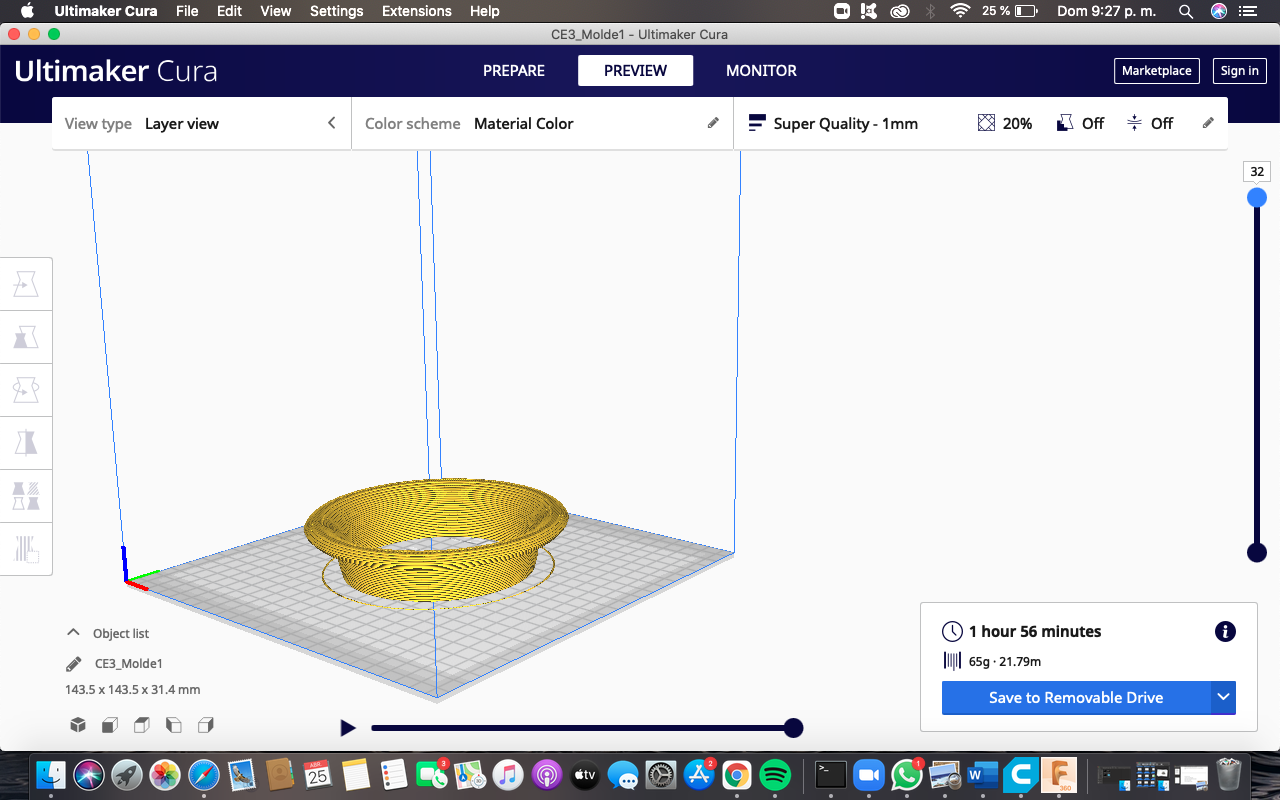 Ultimaker Cura File Edit View Settings Extensions Help 25 % Dom 9:27 p. m.
CE3_Molde1 - Ultimaker Cura
Ultimaker Cura PREPARE PREVIEW MONITOR Marketplace Sign in
View type Layer view Color scheme Material Color Super Quality - 1mm 20% Off Off
32
Object list
CE3_Molde1
143.5 x 143.5 x 31.4 mm
1 hour 56 minutes
65g · 21.79m
Save to Removable Drive
ABR
25
3
tv
2
1
W
360